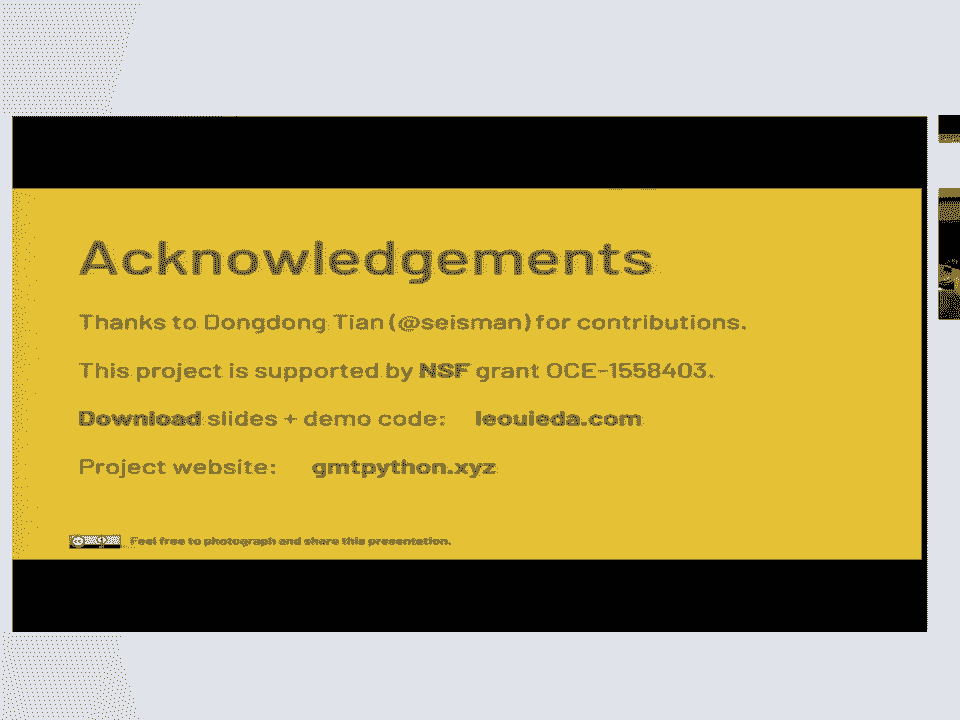 Acknowledgements
Thanks to Dongdong Tian (@seisman) for contributions.
This project is supported by NSF grant OCE-1558403.
Download slides + demo code: leouieda.com
Project website: gmtpython.xyz
Feel free to photograph and share this presentation.